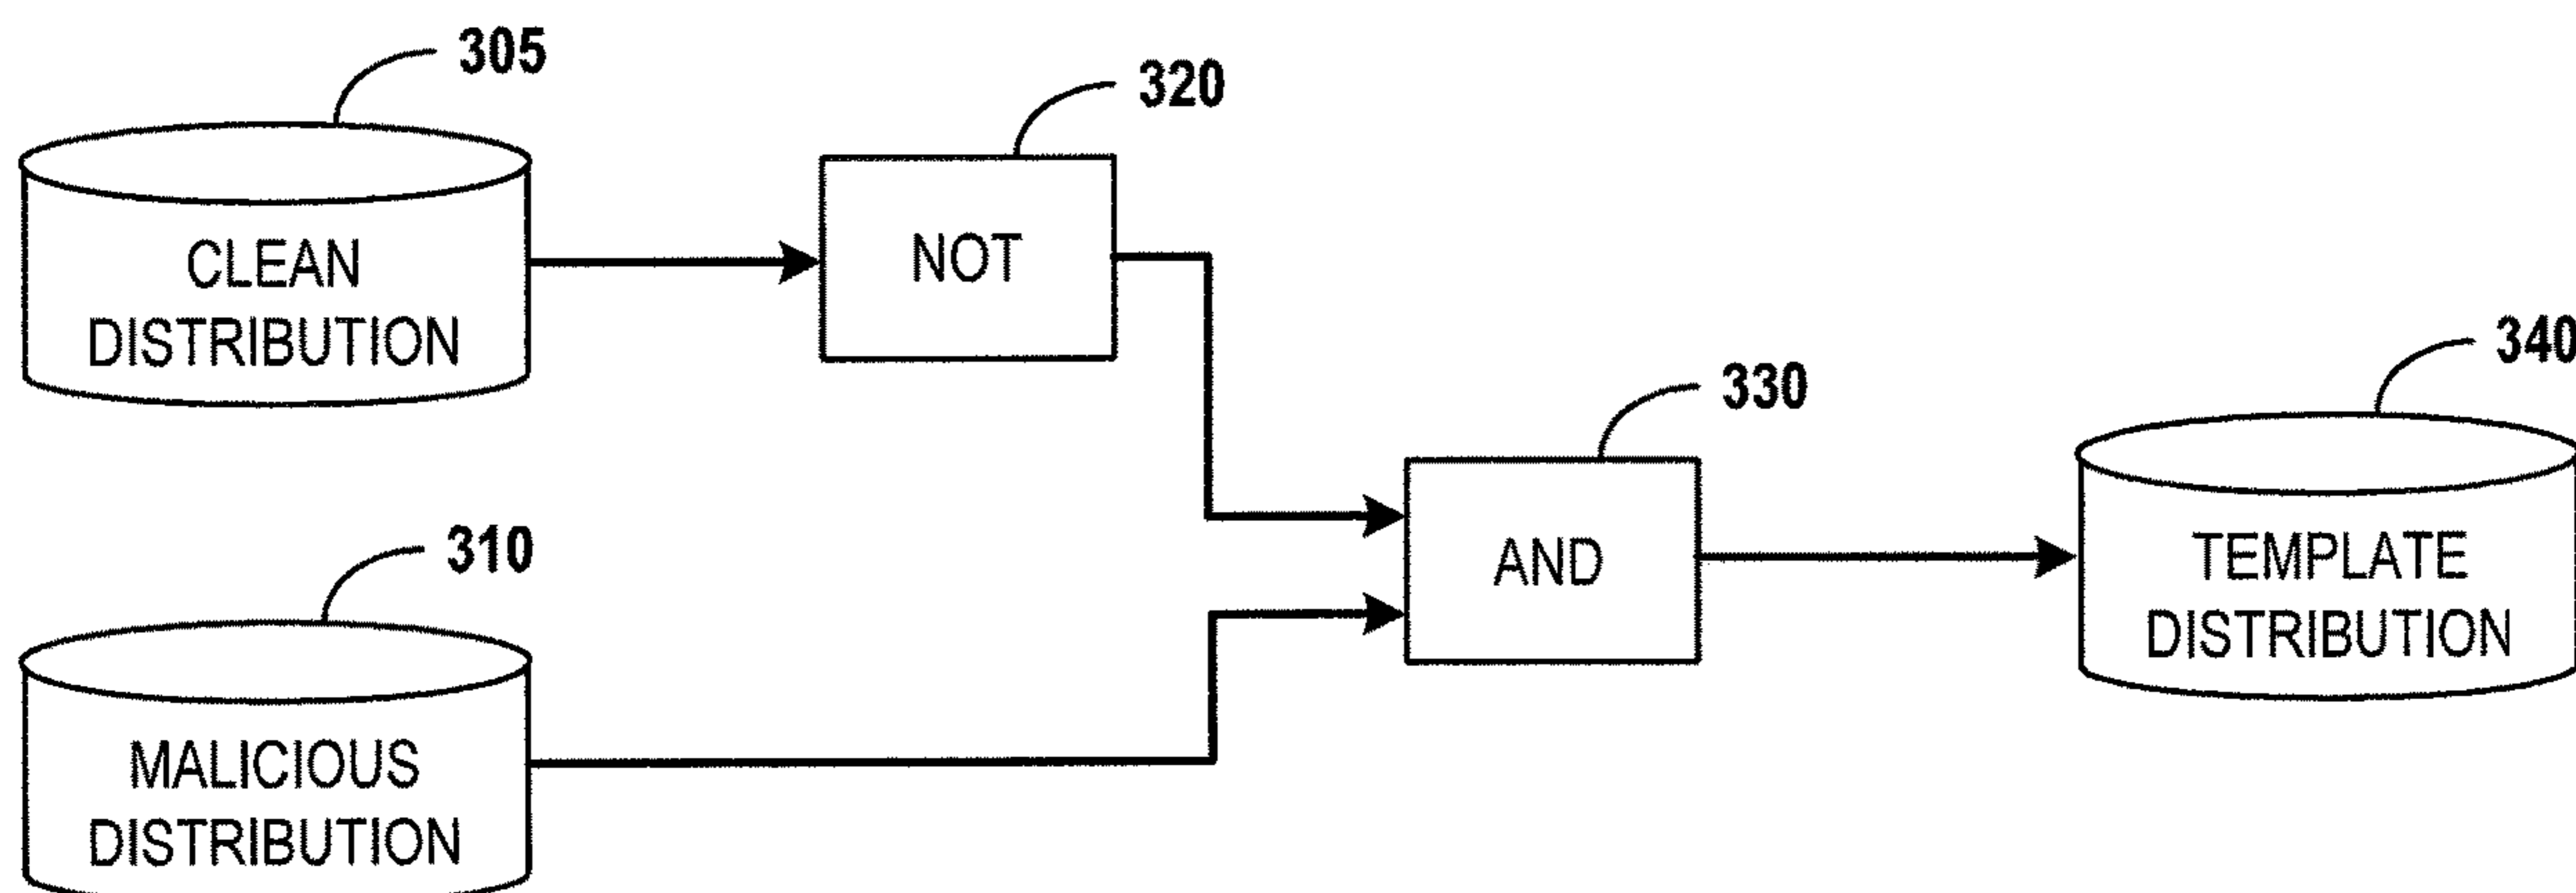 305
320
CLEAN
DISTRIBUTION
NOT
340
330
310
AND
TEMPLATE
DISTRIBUTION
MALICIOUS
DISTRIBUTION